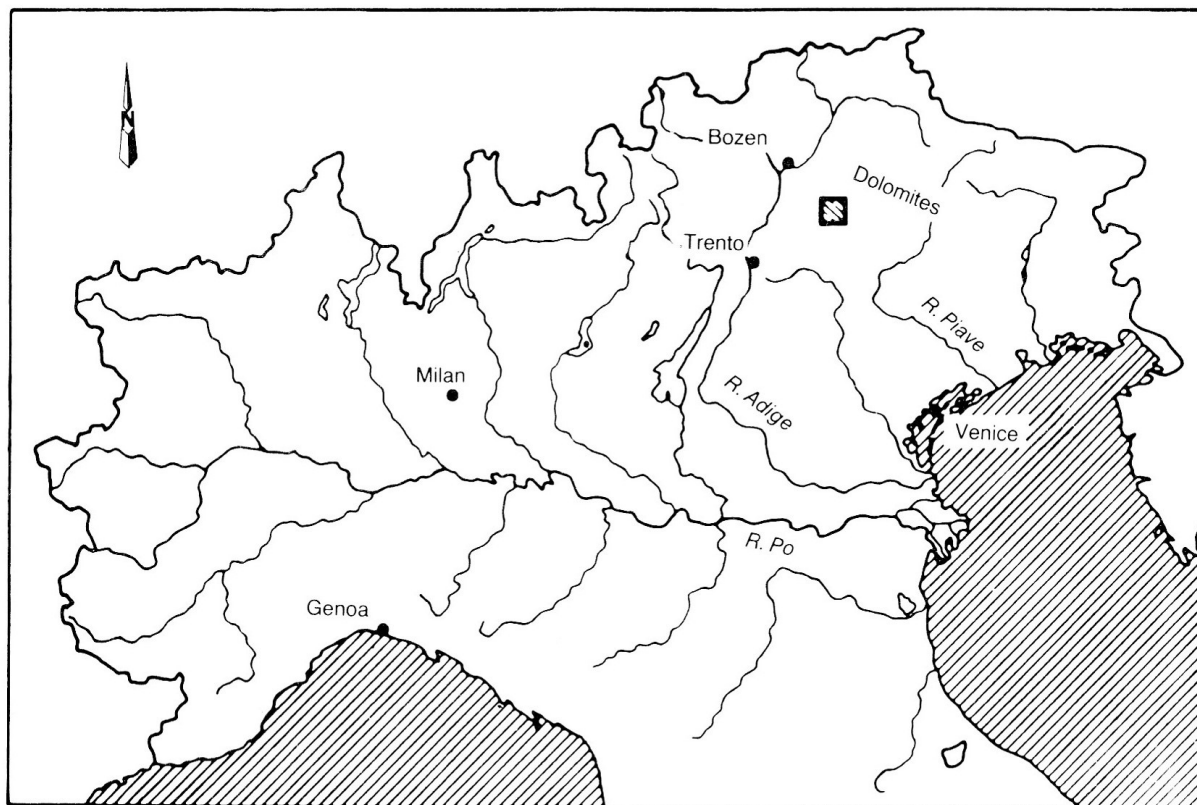 N
Bozen
Dolomites
Trento
R. Piave
Milan
R. Adige
Venice
R. Po
Genoa